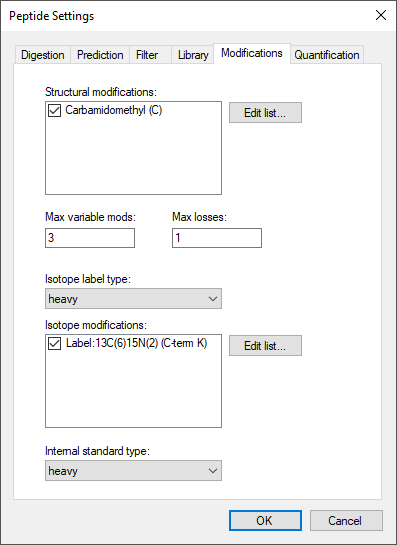 Peptide Settings
Digestion Prediction Filter Library Modifications Quantification
Structural modifications:
Carbamidomethyl (C)
Edit list...
Max variable mods: Max losses:
3 1
Isotope label type:
heavy
Isotope modifications:
Label:13C(6)15N(2) (C-term K)
Edit list...
Internal standard type:
heavy
OK Cancel